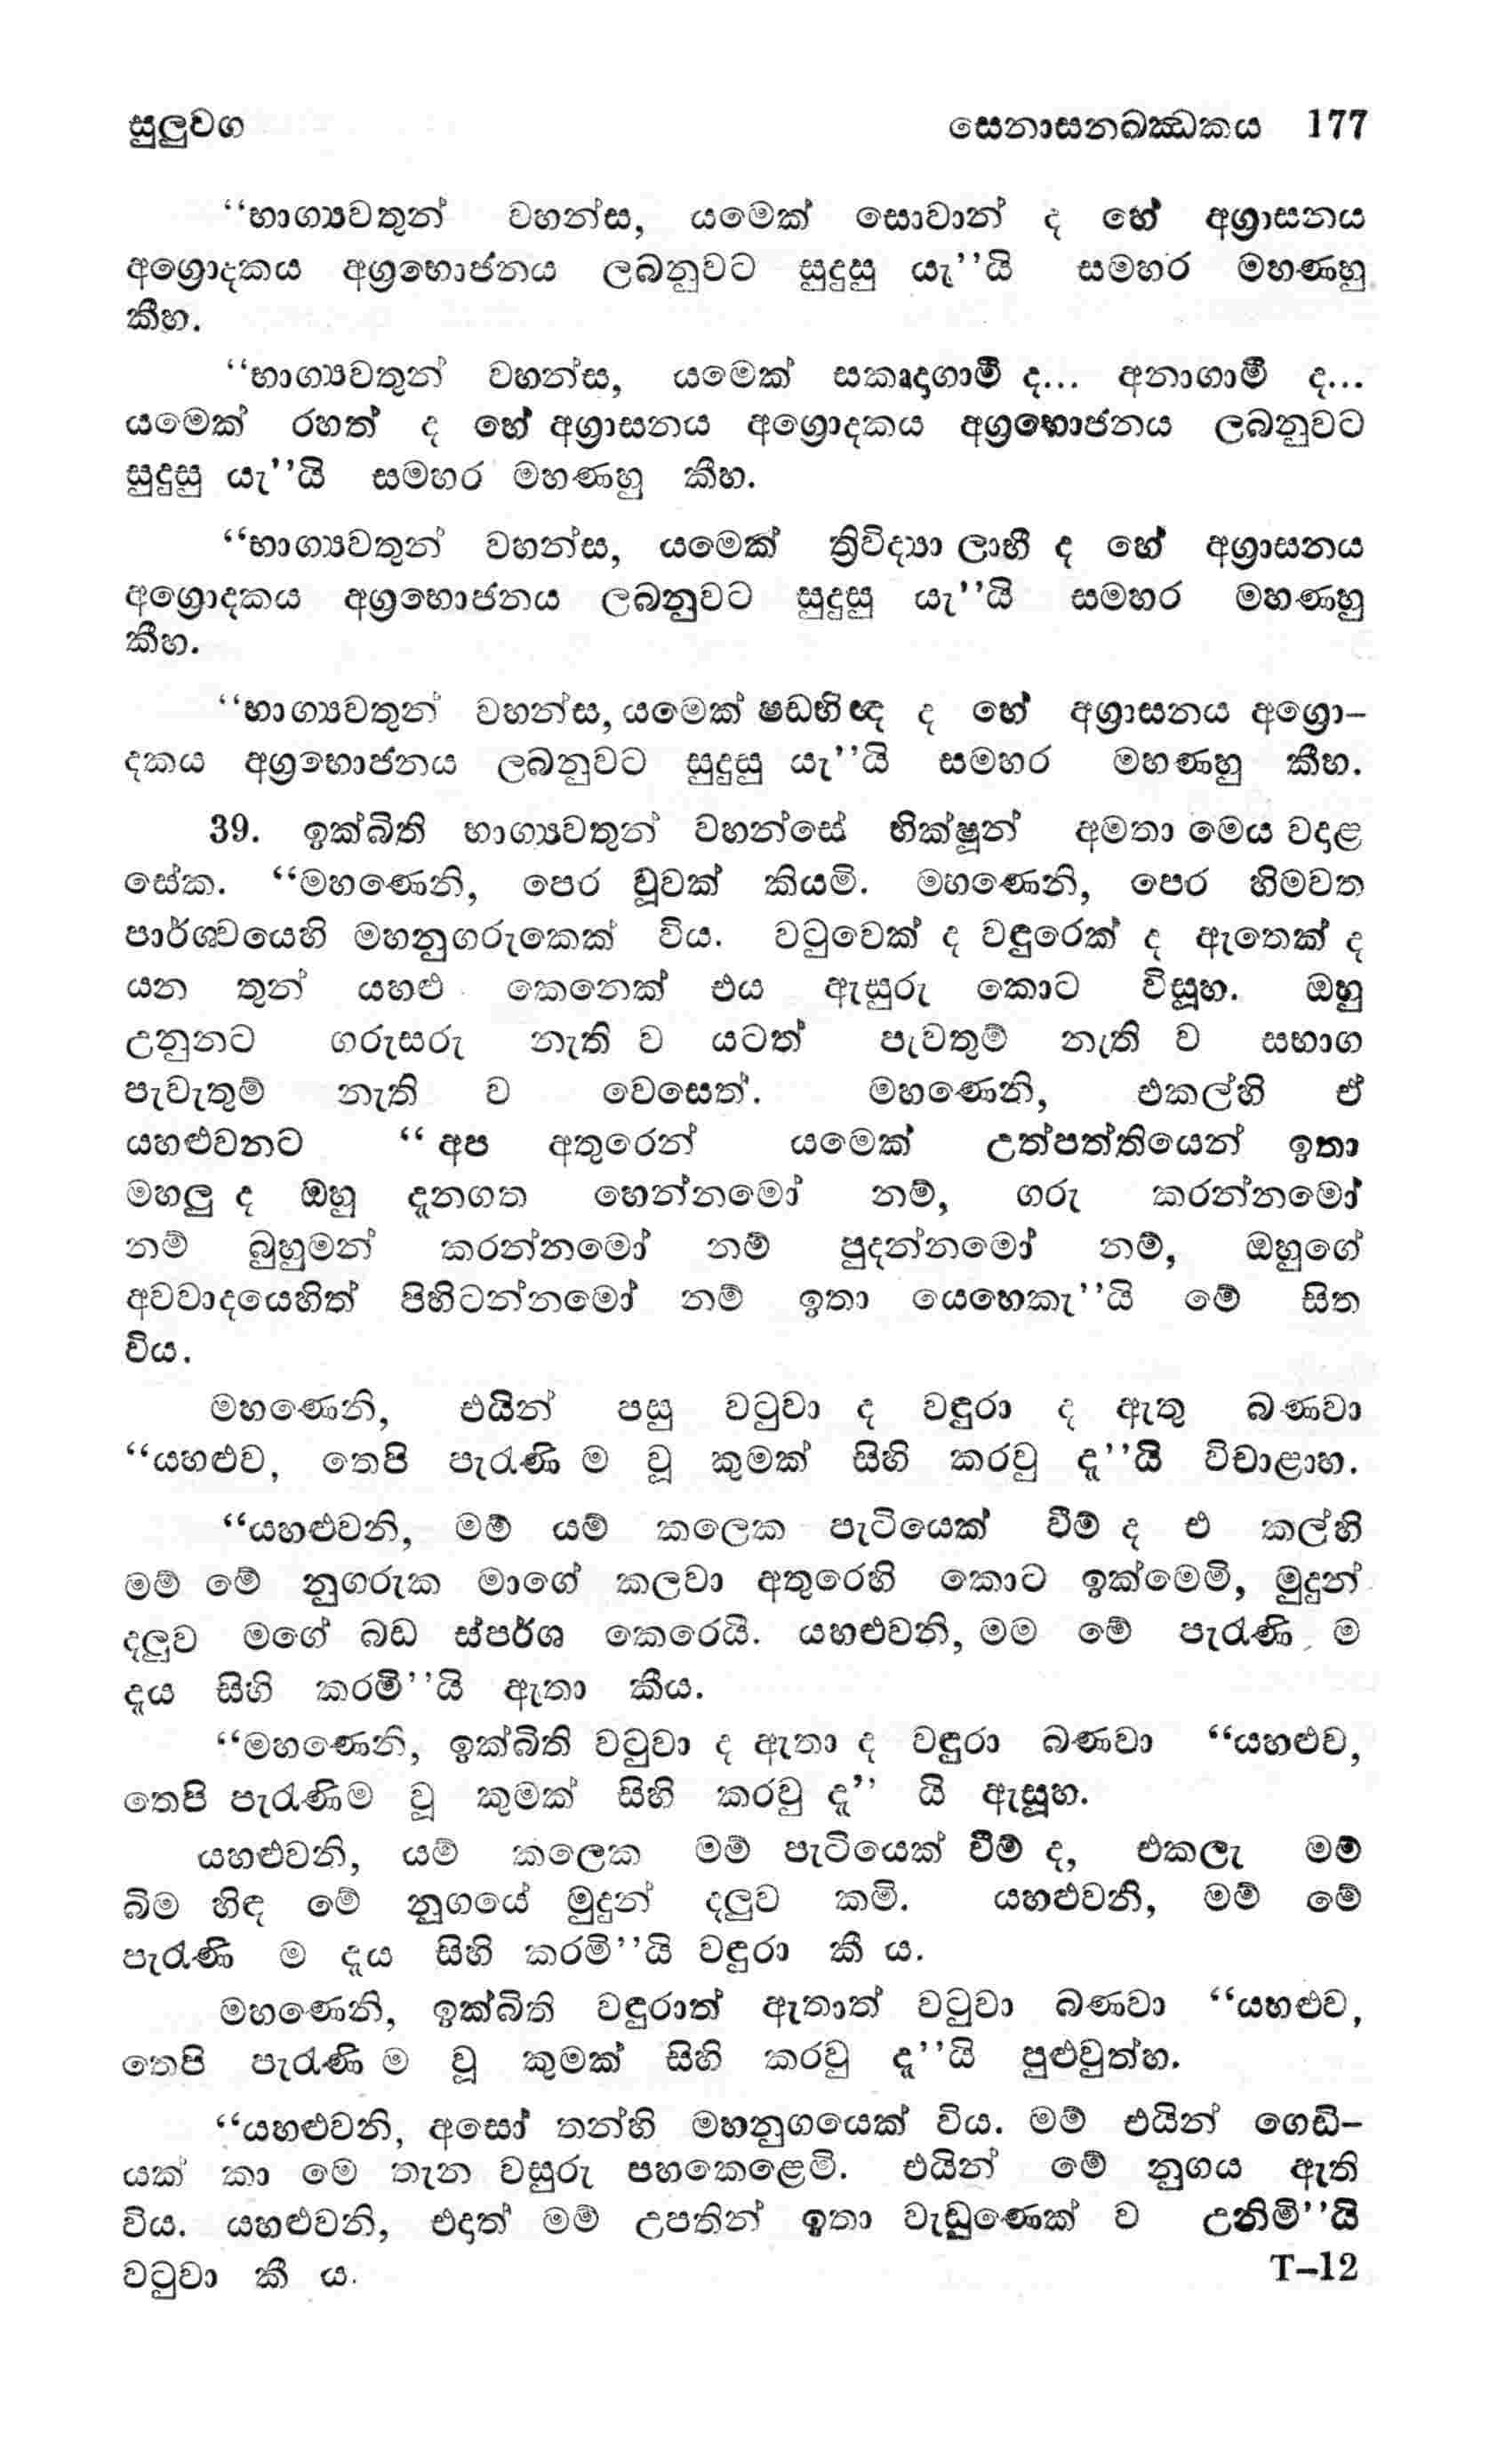 සුලුවග සෙනාසනඛන්‍ධකය 177
“භාග්‍යවතුන් වහන්ස, යමෙක් සොවාන් ද හේ අග්‍රාසනය
අග්‍රොදකය අග්‍රභොජනය ලබනුවට සුදුසු යැ”යි සමහර මහණහු
කීහ.
“භාග්‍යවතුන් වහන්ස, යමෙක් සකෘදාගාමී ද... අනාගාමී ද...
යමෙක් රහත් ද හේ අග්‍රාසනය අග්‍රොදකය අග්‍රභොජනය ලබනුවට
සුදුසු යැ”යි සමහර මහණහු කීහ.
“භාග්‍යවතුන් වහන්ස, යමෙක් ත්‍රිවිද්‍යා ලාභී ද හේ අග්‍රාසනය
අග්‍රොදකය අග්‍රභොජනය ලබනුවට සුදුසු යැ”යි සමහර මහණහු
කීහ.
“භාග්‍යවතුන් වහන්ස, යමෙක් ෂඩභිඥ ද හේ අග්‍රාසනය අග්‍රො-
දකය අග්‍රභොජනය ලබනුවට සුදුසු යැ”යි සමහර මහණහු කීහ.
39. ඉක්බිති භාග්‍යවතුන් වහන්සේ භික්ෂූන් අමතා මෙය වදාළ
සේක. “මහණෙනි, පෙර වූවක් කියමි. මහණෙනි, පෙර හිමවත
පාර්ශ්වයෙහි මහනුගරුකෙක් විය. වටුවෙක් ද වඳුරෙක් ද ඇතෙක් ද
යන තුන් යහළු කෙනෙක් එය ඇසුරු කොට විසූහ. ඔහු
උනුනට ගරුසරු නැති ව යටත් පැවතුම් නැති ව සභාග
පැවැතුම් නැති ව වෙසෙත්. මහණෙනි, එකල්හි ඒ
යහළුවනට “ අප අතුරෙන් යමෙක් උත්පත්තියෙන් ඉතා
මහලු ද ඔහු දැනගත හෙන්නමෝ නම්, ගරු කරන්නමෝ
නම් බුහුමන් කරන්නමෝ නම් පුදන්නමෝ නම්, ඔහුගේ
අවවාදයෙහිත් පිහිටන්නමෝ නම් ඉතා යෙහෙකැ”යි මේ සිත
විය.
මහණෙනි, එයින් පසු වටුවා ද වඳුරා ද ඇතු බණවා
“යහළුව, තෙපි පැරැණි ම වූ කුමක් සිහි කරවු දැ”යි විචාළාහ.
“යහළුවනි, මම් යම් කලෙක පැටියෙක් වීම් ද එ කල්හි
මම් මේ නුගරුක මාගේ කලවා අතුරෙහි කොට ඉක්මෙමි, මුදුන්
දලුව මගේ බඩ ස්පර්ශ කෙරෙයි. යහළුවනි, මම මේ පැරැණි ම
දැය සිහි කරමි”යි ඇතා කීය.
“මහණෙනි, ඉක්බිති වටුවා ද ඇතා ද වඳුරා බණවා “යහළුව,
තෙපි පැරැණිම වූ කුමක් සිහි කරවු දැ” යි ඇසූහ.
යහළුවනි, යම් කලෙක මම් පැටියෙක් වීම් ද, එකලැ මම්
බිම හිඳ මේ නුගයේ මුදුන් දලුව කමි. යහළුවනි, මම් මේ
පැරැණි ම දැය සිහි කරමි”යි වඳුරා කී ය.
මහණෙනි, ඉක්බිති වඳුරාත් ඇතාත් වටුවා බණවා “යහළුව,
තෙපි පැරැණි ම වූ කුමක් සිහි කරවු දැ”යි පුළුවුත්හ.
“යහළුවනි, අසෝ තන්හි මහනුගයෙක් විය. මම් එයින් ගෙඩි-
යක් කා මෙ තැන වසුරු පහකෙළෙමි. එයින් මේ නුගය ඇති
විය. යහළුවනි, එදාත් මම් උපතින් ඉතා වැඩුණෙක් ව උනිමි”යි
වටුවා කී ය. T-12